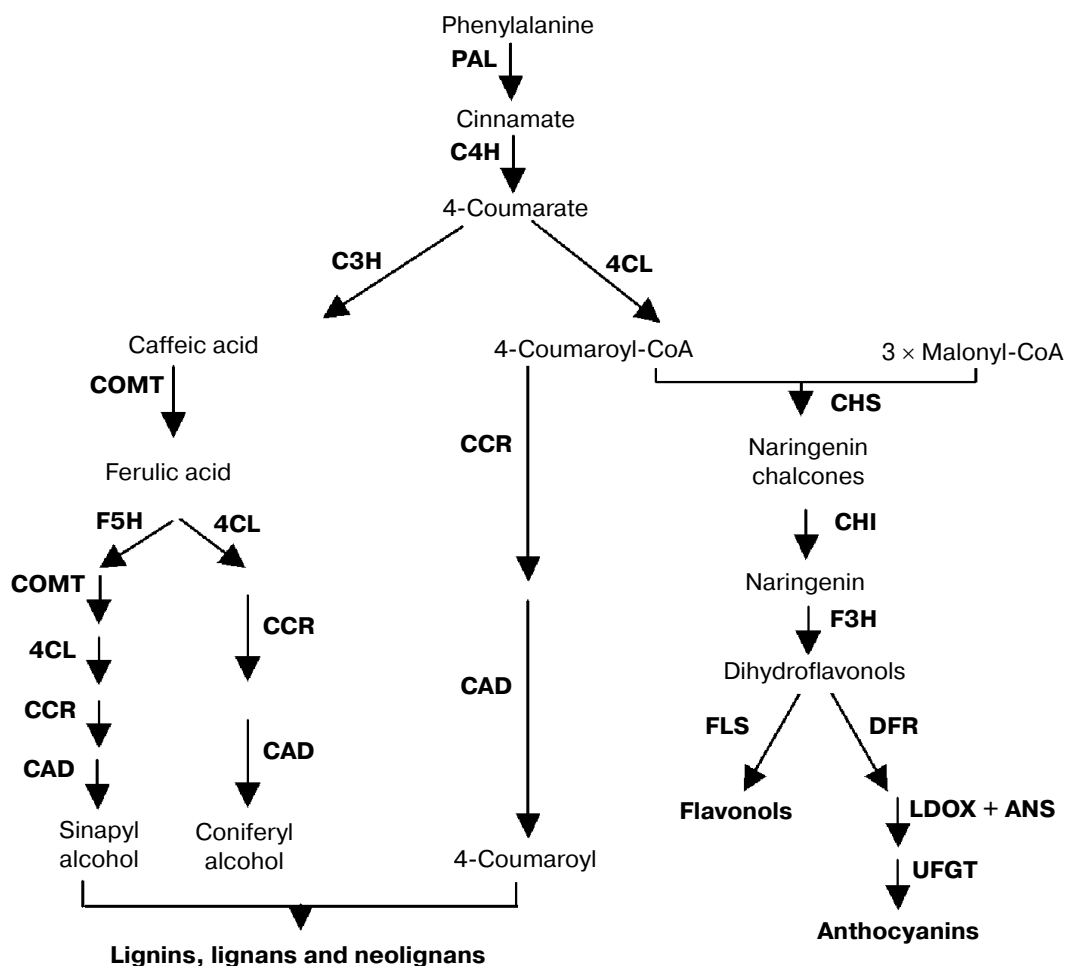 Phenylalanine
PAL
Cinnamate
C4H
4-Coumarate
C3H
4CL
Caffeic acid
4-Coumaroyl-CoA
3 × Malonyl-CoA
COMT
CHS
CCR
Naringenin
chalcones
Ferulic acid
F5H
4CL
CHI
COMT
Naringenin
CCR
F3H
4CL
Dihydroflavonols
CAD
CCR
FLS
DFR
CAD
CAD
Flavonols
LDOX + ANS
Sinapyl
alcohol
Coniferyl
alcohol
4-Coumaroyl
UFGT
Anthocyanins
Lignins, lignans and neolignans